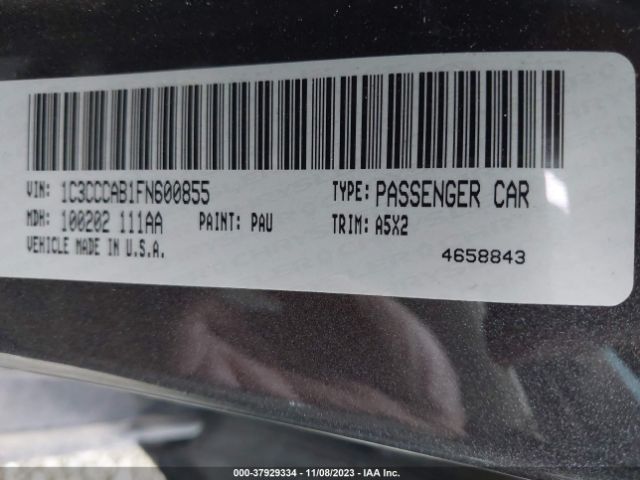 VIN: 1C3CCCAB1FN600855 TYPE: PASSENGER CAR
MDH: 100202 111AA PAINT: PAU TRIM: A5X2
VEHICLE MADE IN U.S.A. 4658843
000-37929334 - 11/08/2023 - IAA Inc.